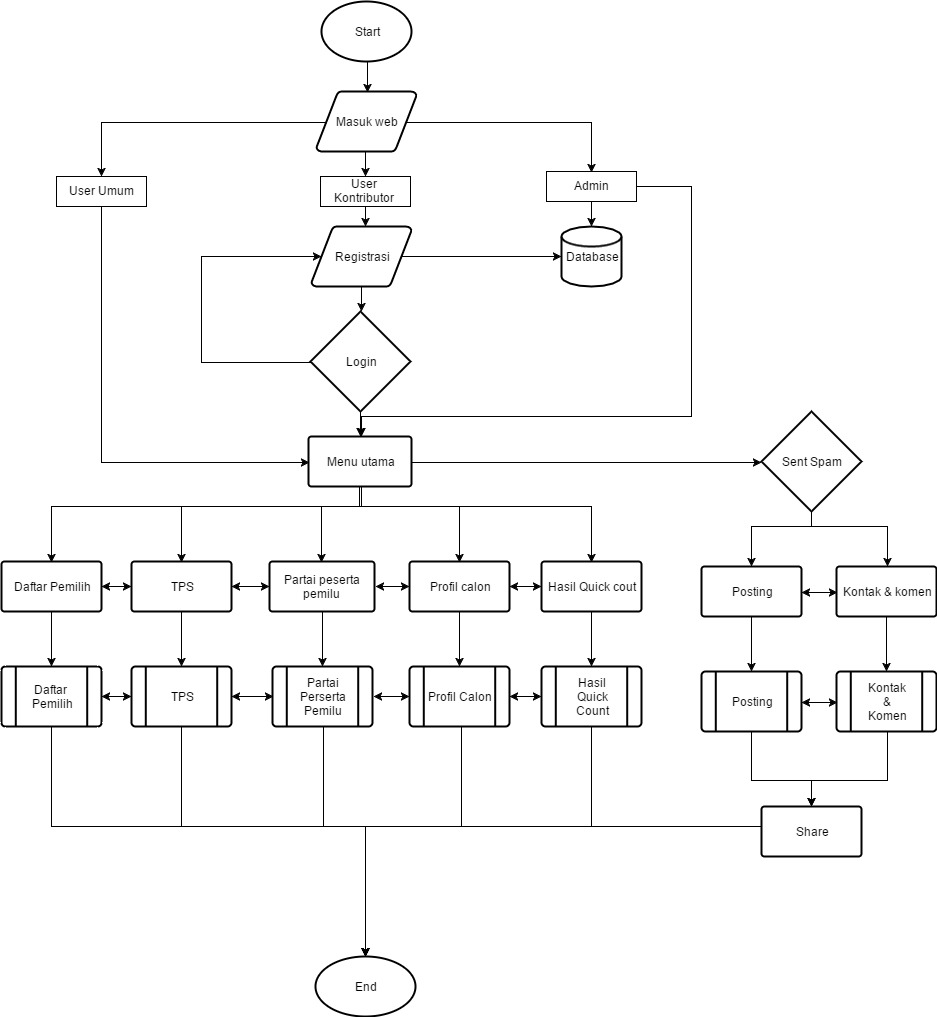 Start
Masuk web
User Umum
User
Kontributor
Admin
Registrasi
Database
Login
Menu utama
Sent Spam
Daftar Pemilih
TPS
Partai peserta
pemilu
Profil calon
Hasil Quick cout
Posting
Kontak & komen
Daftar
Pemilih
TPS
Partai
Perserta
Pemilu
Profil Calon
Hasil
Quick
Count
Posting
Kontak
&
Komen
Share
End